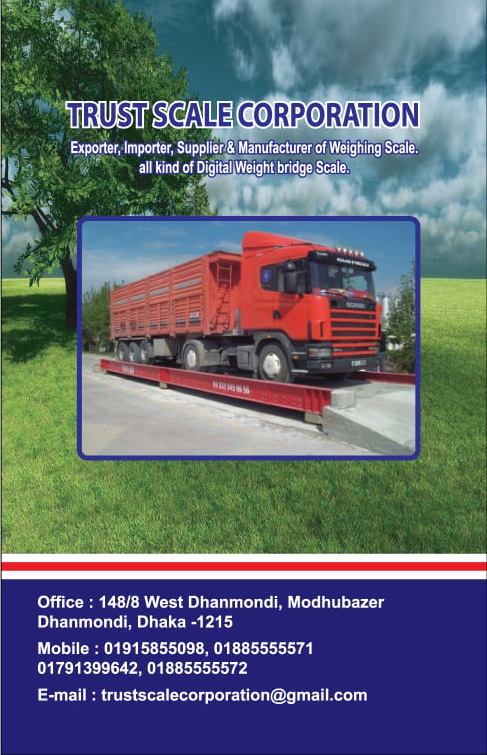 TRUST SCALE CORPORATION
Exporter, Importer, Supplier & Manufacturer of Weighing Scale.
all kind of Digital Weight bridge Scale.
SCANIA
Office : 148/8 West Dhanmondi, Modhubazer
Dhanmondi, Dhaka -1215
Mobile : 01915855098, 01885555571
01791399642, 01885555572
E-mail : trustscalecorporation@gmail.com